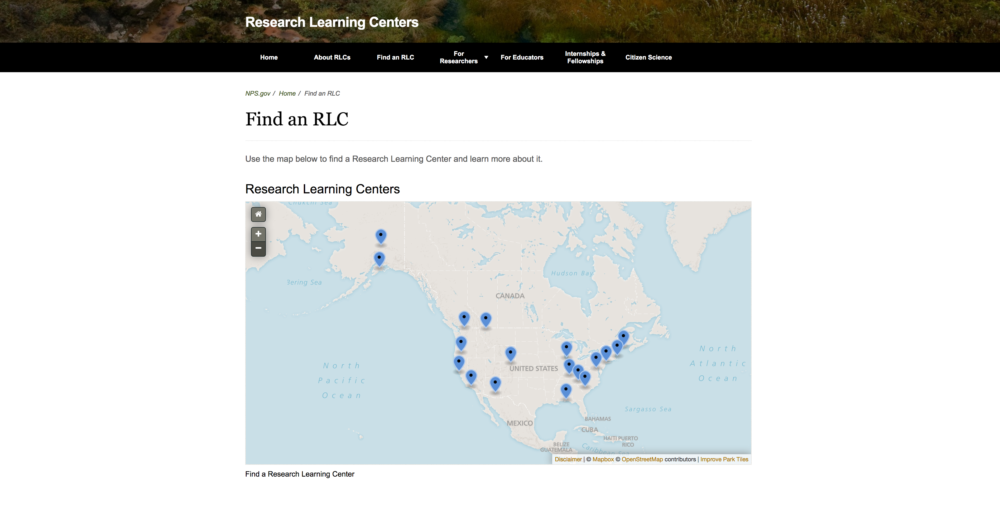 Research Learning Centers
Home
About RLCs
Find an RLC
For
Researchers
For Educators
Internships &
Fellowships
Citizen Science
NPS.gov / Home / Find an RLC
Find an RLC
Use the map below to find a Research Learning Center and learn more about it.
Research Learning Centers
Chukchi Sea
Bering Sea
Hudson Bay
CANADA
North
Pacific
Ocean
UNITED STATES
North
Atlantic
Ocean
Sargasso Sea
MEXICO
BAHAMAS
CUBA
HAITI PUERTO
RICO
BELIZE
GUATEMALA
Caribbean Sea
Disclaimer | © Mapbox © OpenStreetMap contributors | Improve Park Tiles
Find a Research Learning Center